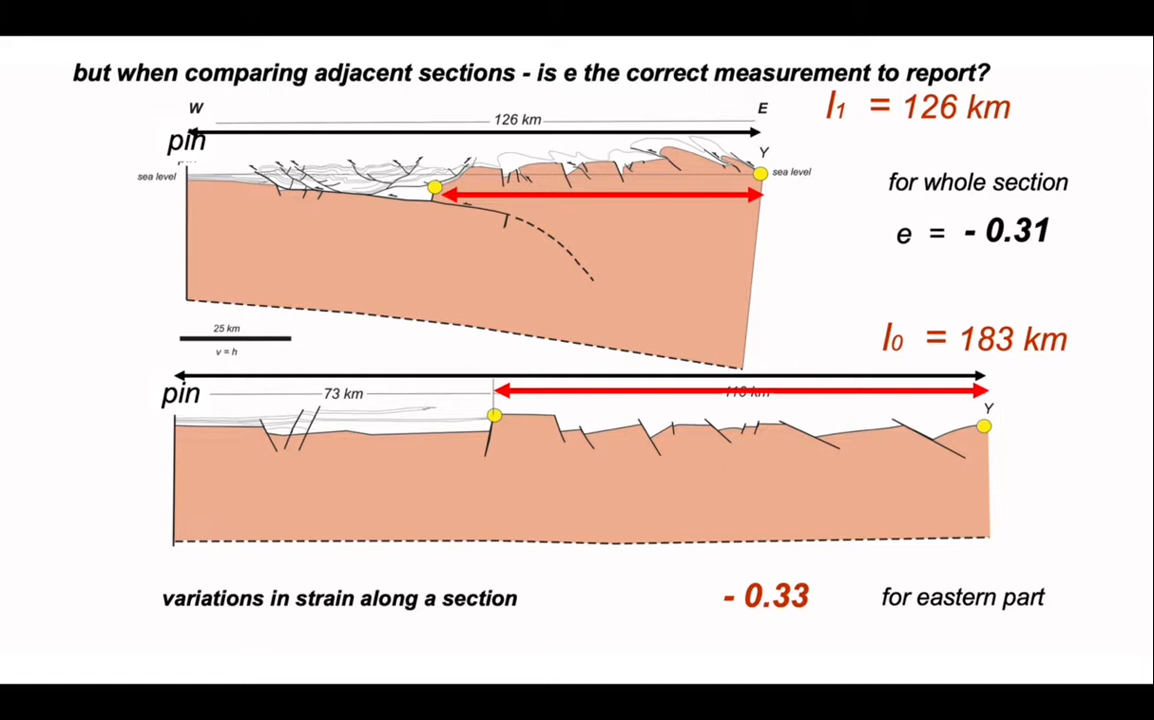 but when comparing adjacent sections - is e the correct measurement to report?
W
E
l₁ = 126 km
126 km
pin
Y
sea level
sea level
for whole section
e = - 0.31
25 km
v = h
l₀ = 183 km
pin
73 km
Y
variations in strain along a section
- 0.33
for eastern part